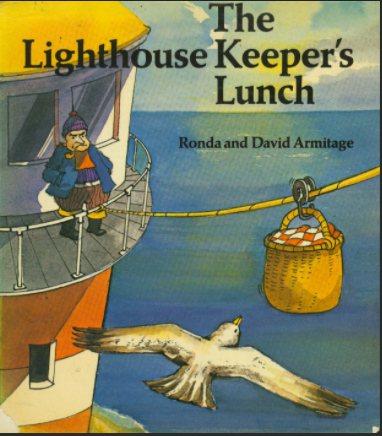 The
Lighthouse Keeper's
Lunch
Ronda and David Armitage